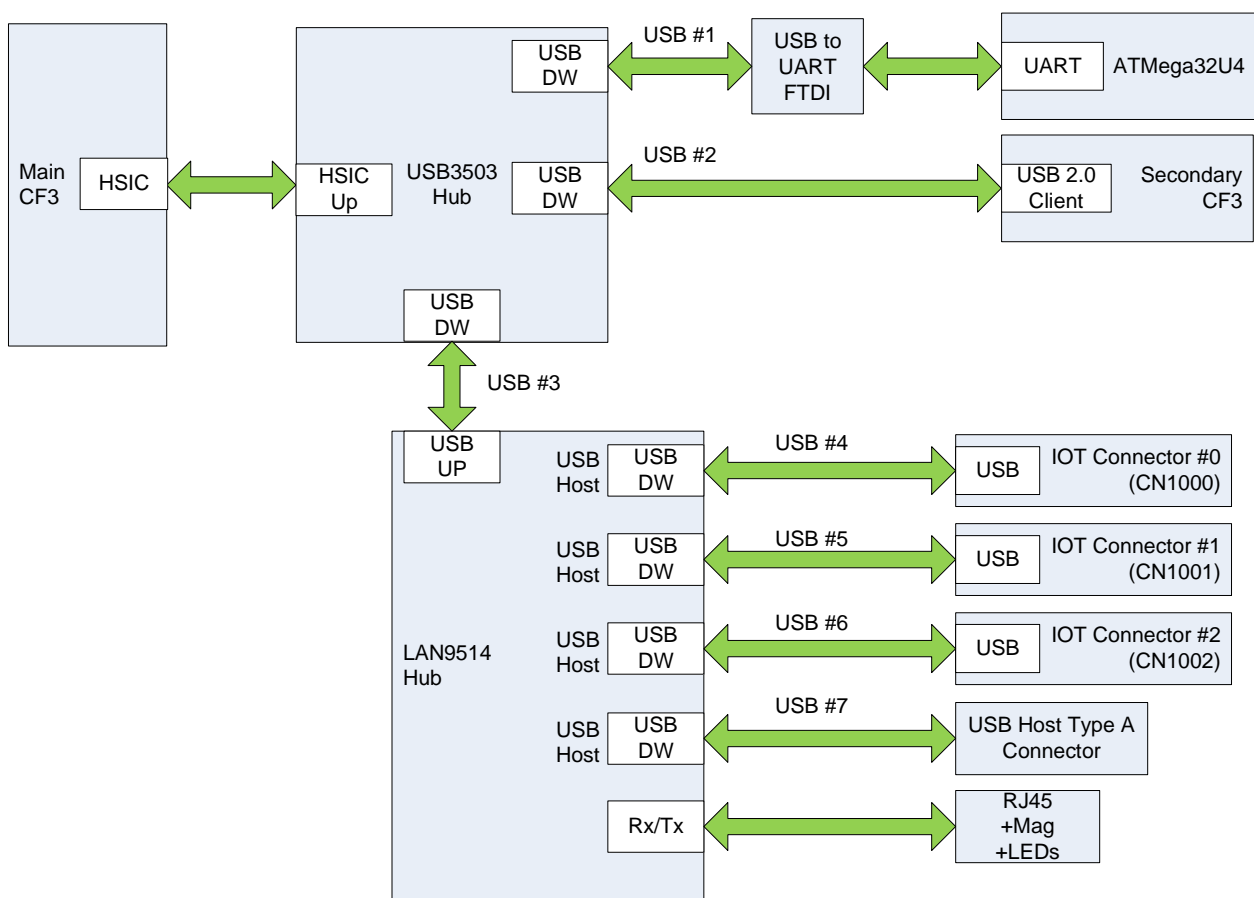 Main
CF3
HSIC
HSIC
Up
USB3503
Hub
USB
DW
USB #1
USB to
UART
FTDI
UART
ATMega32U4
USB
DW
USB #2
USB 2.0
Client
Secondary
CF3
USB
DW
USB #3
USB
UP
LAN9514
Hub
USB
Host
USB
DW
USB #4
USB
IOT Connector #0
(CN1000)
USB
Host
USB
DW
USB #5
USB
IOT Connector #1
(CN1001)
USB
Host
USB
DW
USB #6
USB
IOT Connector #2
(CN1002)
USB
Host
USB
DW
USB #7
USB Host Type A
Connector
Rx/Tx
RJ45
+Mag
+LEDs